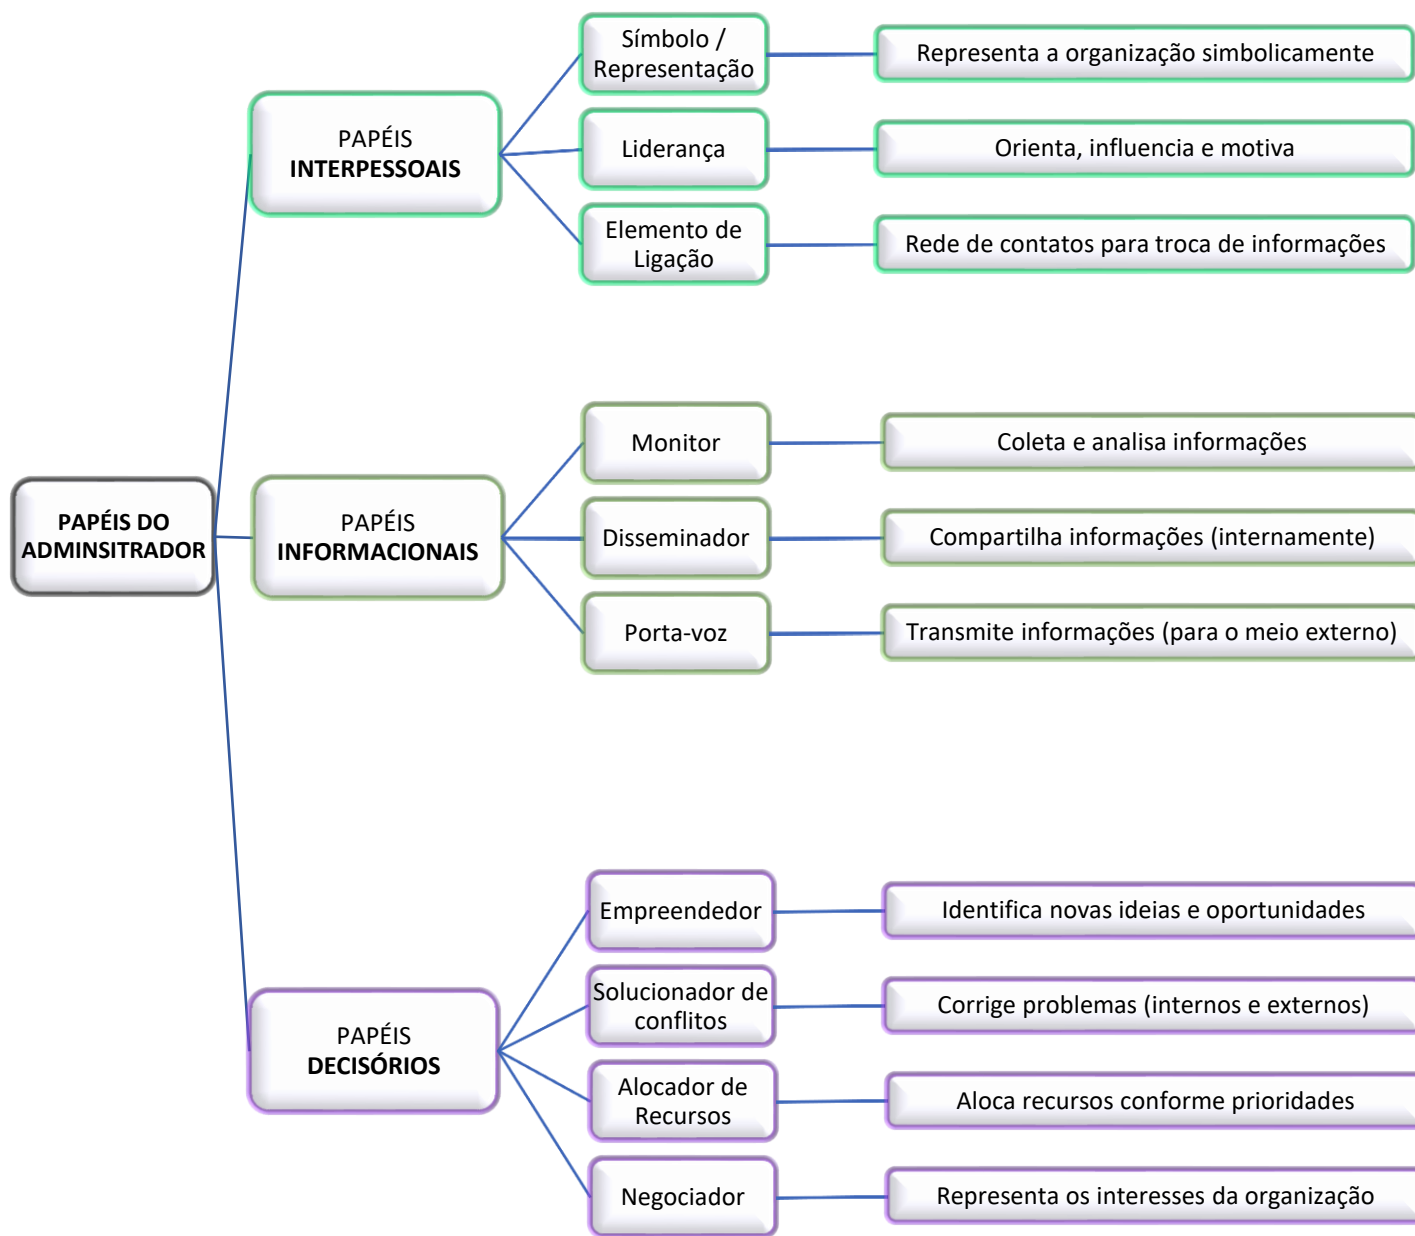 PAPÉIS DO
ADMINSITRADOR
PAPÉIS
INTERPESSOAIS
Símbolo /
Representação
Representa a organização simbolicamente
Liderança
Orienta, influencia e motiva
Elemento de
Ligação
Rede de contatos para troca de informações
PAPÉIS
INFORMACIONAIS
Monitor
Coleta e analisa informações
Disseminador
Compartilha informações (internamente)
Porta-voz
Transmite informações (para o meio externo)
PAPÉIS
DECISÓRIOS
Empreendedor
Identifica novas ideias e oportunidades
Solucionador de
conflitos
Corrige problemas (internos e externos)
Alocador de
Recursos
Aloca recursos conforme prioridades
Negociador
Representa os interesses da organização